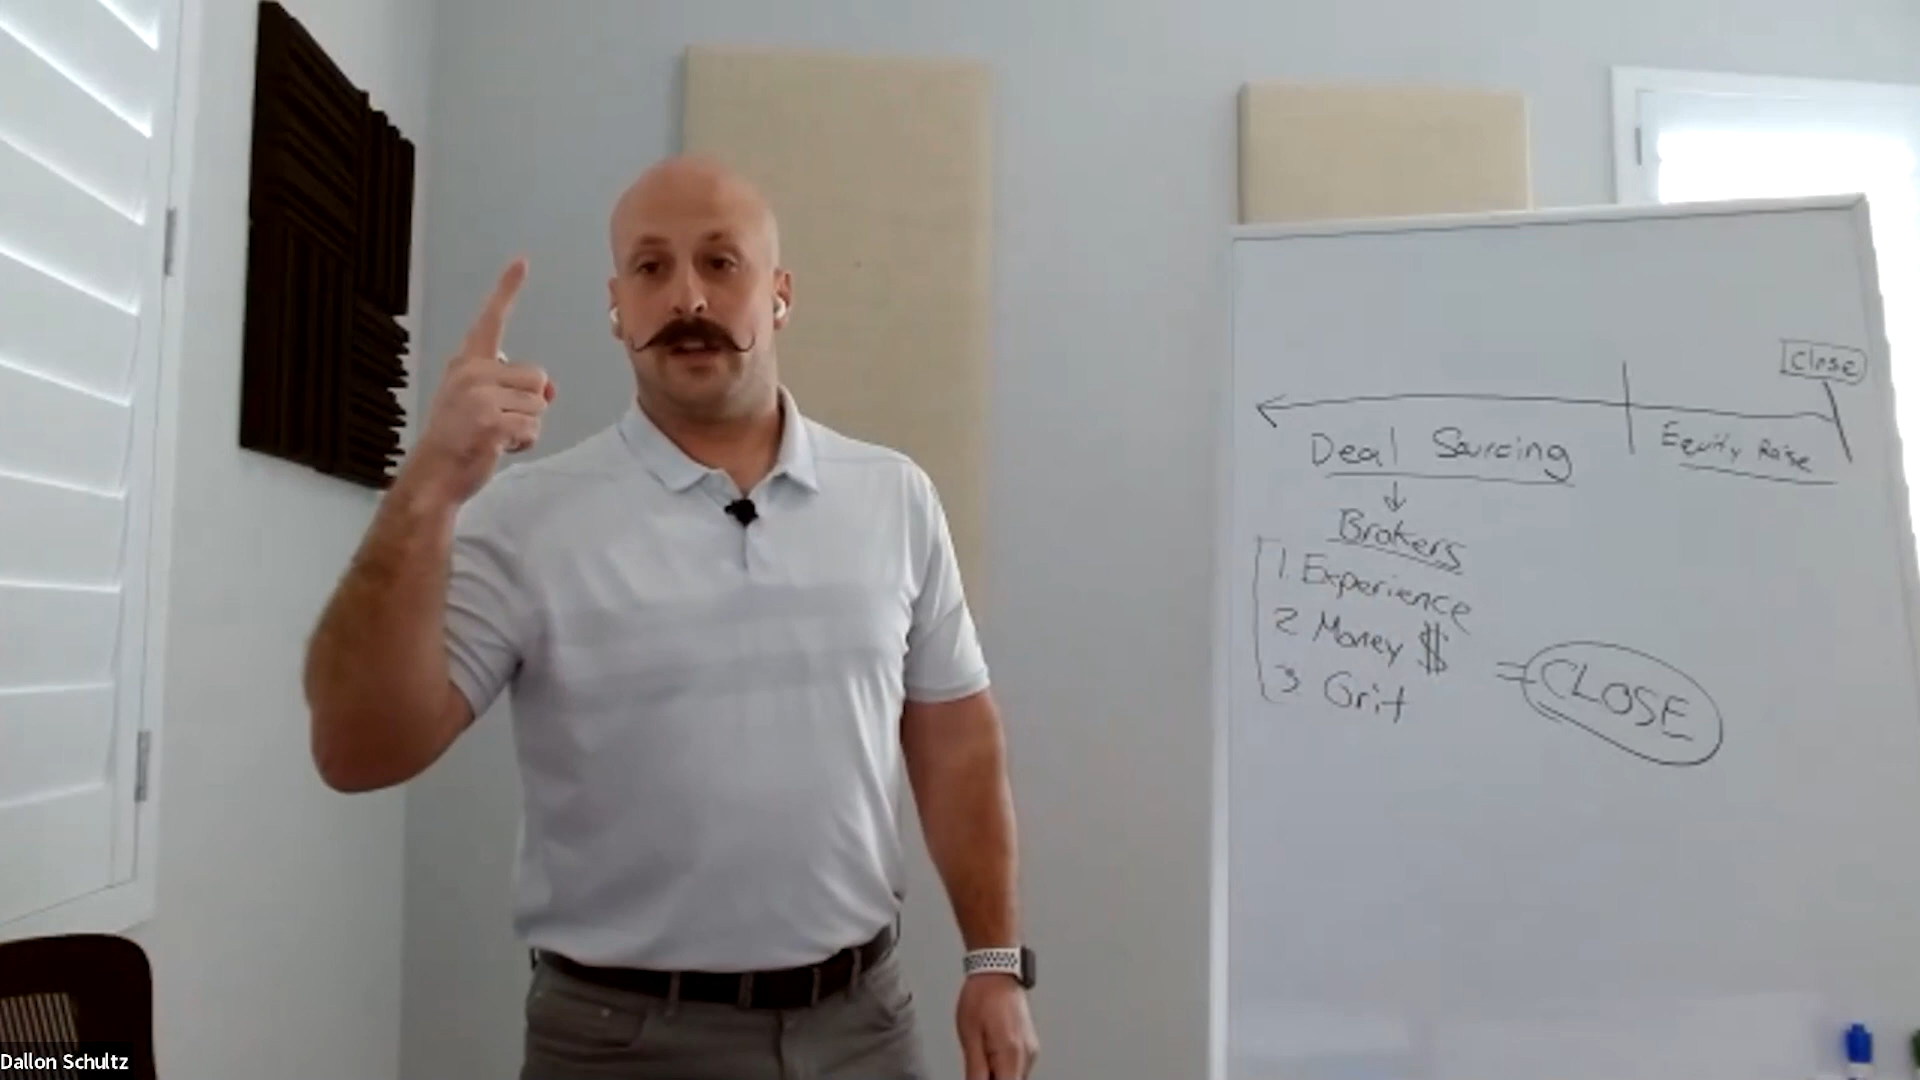 Close
Deal Sourcing
Equity Raise
Brokers
1. Experience
2 Money $
3 Grit
= CLOSE
Dallon Schultz